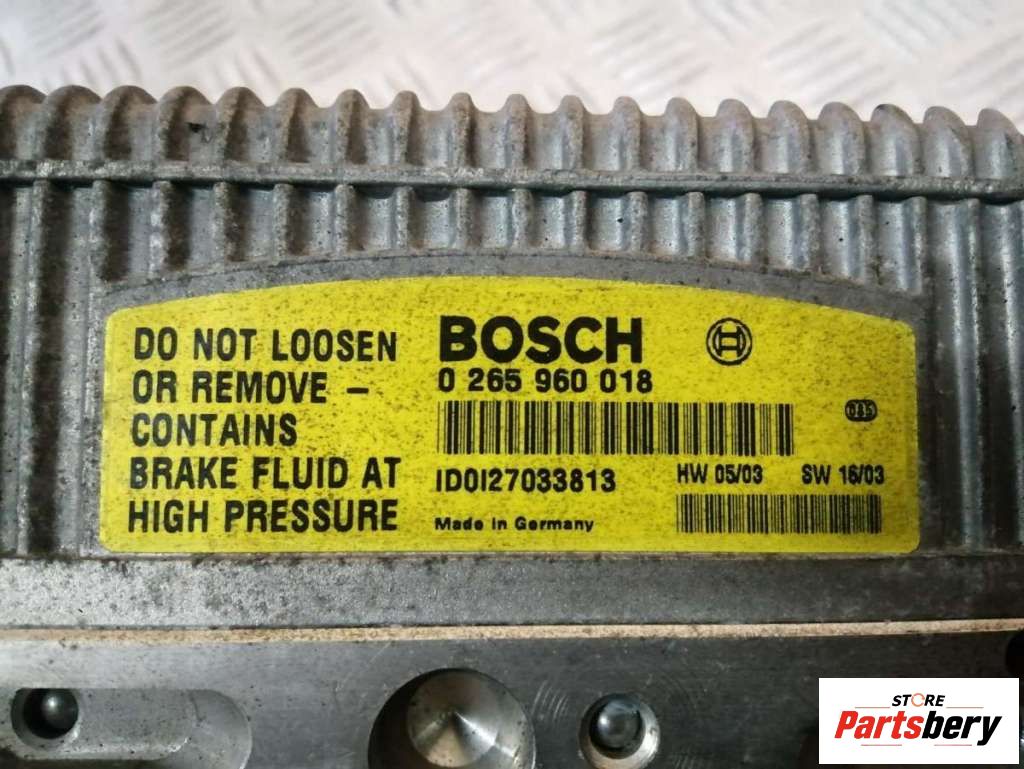 DO NOT LOOSEN
OR REMOVE –
CONTAINS
BRAKE FLUID AT
HIGH PRESSURE
BOSCH
0 265 960 018
ID0I27033813
HW 05/03 SW 16/03
Made in Germany
STORE
Partsbery